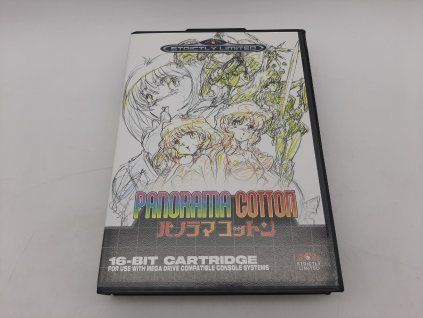 STRICTLY LIMITED
PANORAMA COTTON
パノラマコットン
16-BIT CARTRIDGE
FOR USE WITH MEGA DRIVE COMPATIBLE CONSOLE SYSTEMS
STRICTLY
LIMITED